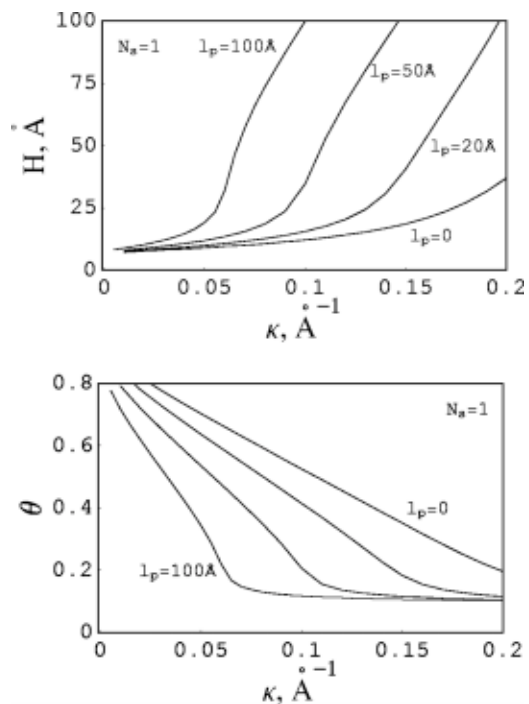 100
N_a=1 l_p=100Å
l_p=50Å
75
H, Å
50
l_p=20Å
25
l_p=0
0
0 0.05 0.1 0.15 0.2
κ, Å⁻¹
0.8
N_a=1
0.6
θ
0.4
l_p=0
0.2
l_p=100Å
0
0 0.05 0.1 0.15 0.2
κ, Å⁻¹